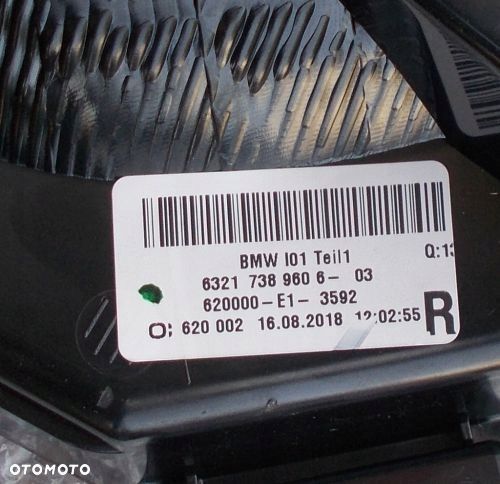 BMW I01 Teil1
Q:13
6321 738 960 6- 03
620000-E1- 3592
O: 620 002 16.08.2018 12:02:55
R
OTOMOTO